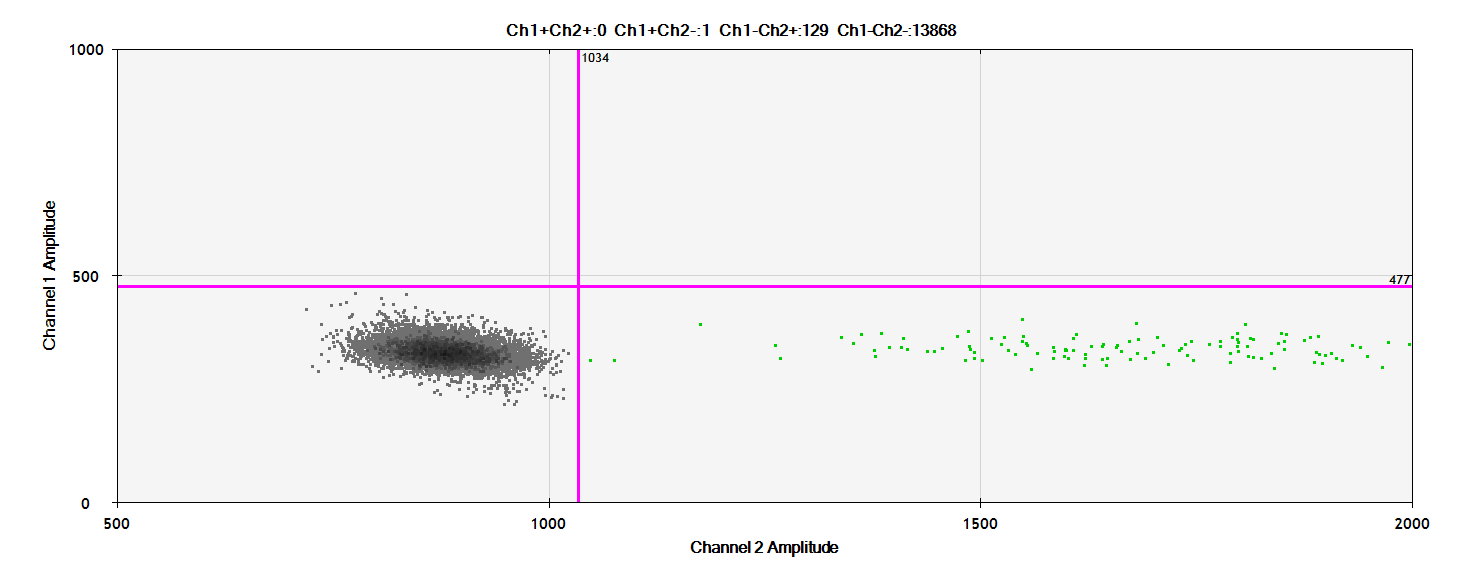 Ch1+Ch2+:0 Ch1+Ch2-:1 Ch1-Ch2+:129 Ch1-Ch2-:13868
1000
1034
Channel 1 Amplitude
500
477
0
500 1000 1500 2000
Channel 2 Amplitude